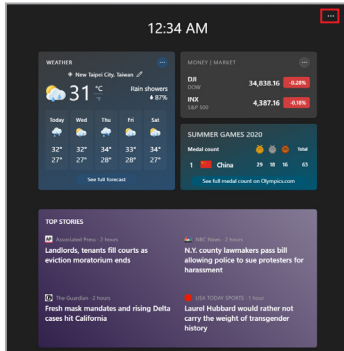 12:34 AM
WEATHER
New Taipei City, Taiwan
31 °C
Rain showers
87%
Today Wed Thu Fri Sat
32° 32° 34° 33° 34°
27° 27° 28° 28° 27°
See full forecast
MONEY | MARKET
DJI 34,838.16 -0.28%
DOW
INX 4,387.16 -0.18%
S&P 500
SUMMER GAMES 2020
Medal count Total
1 China 29 18 16 63
See full medal count on Olympics.com
TOP STORIES
Associated Press · 2 hours
Landlords, tenants fill courts as
eviction moratorium ends
NBC News · 2 hours
N.Y. county lawmakers pass bill
allowing police to sue protesters for
harassment
The Guardian · 2 hours
Fresh mask mandates and rising Delta
cases hit California
USA TODAY SPORTS · 1 hour
Laurel Hubbard would rather not
carry the weight of transgender
history